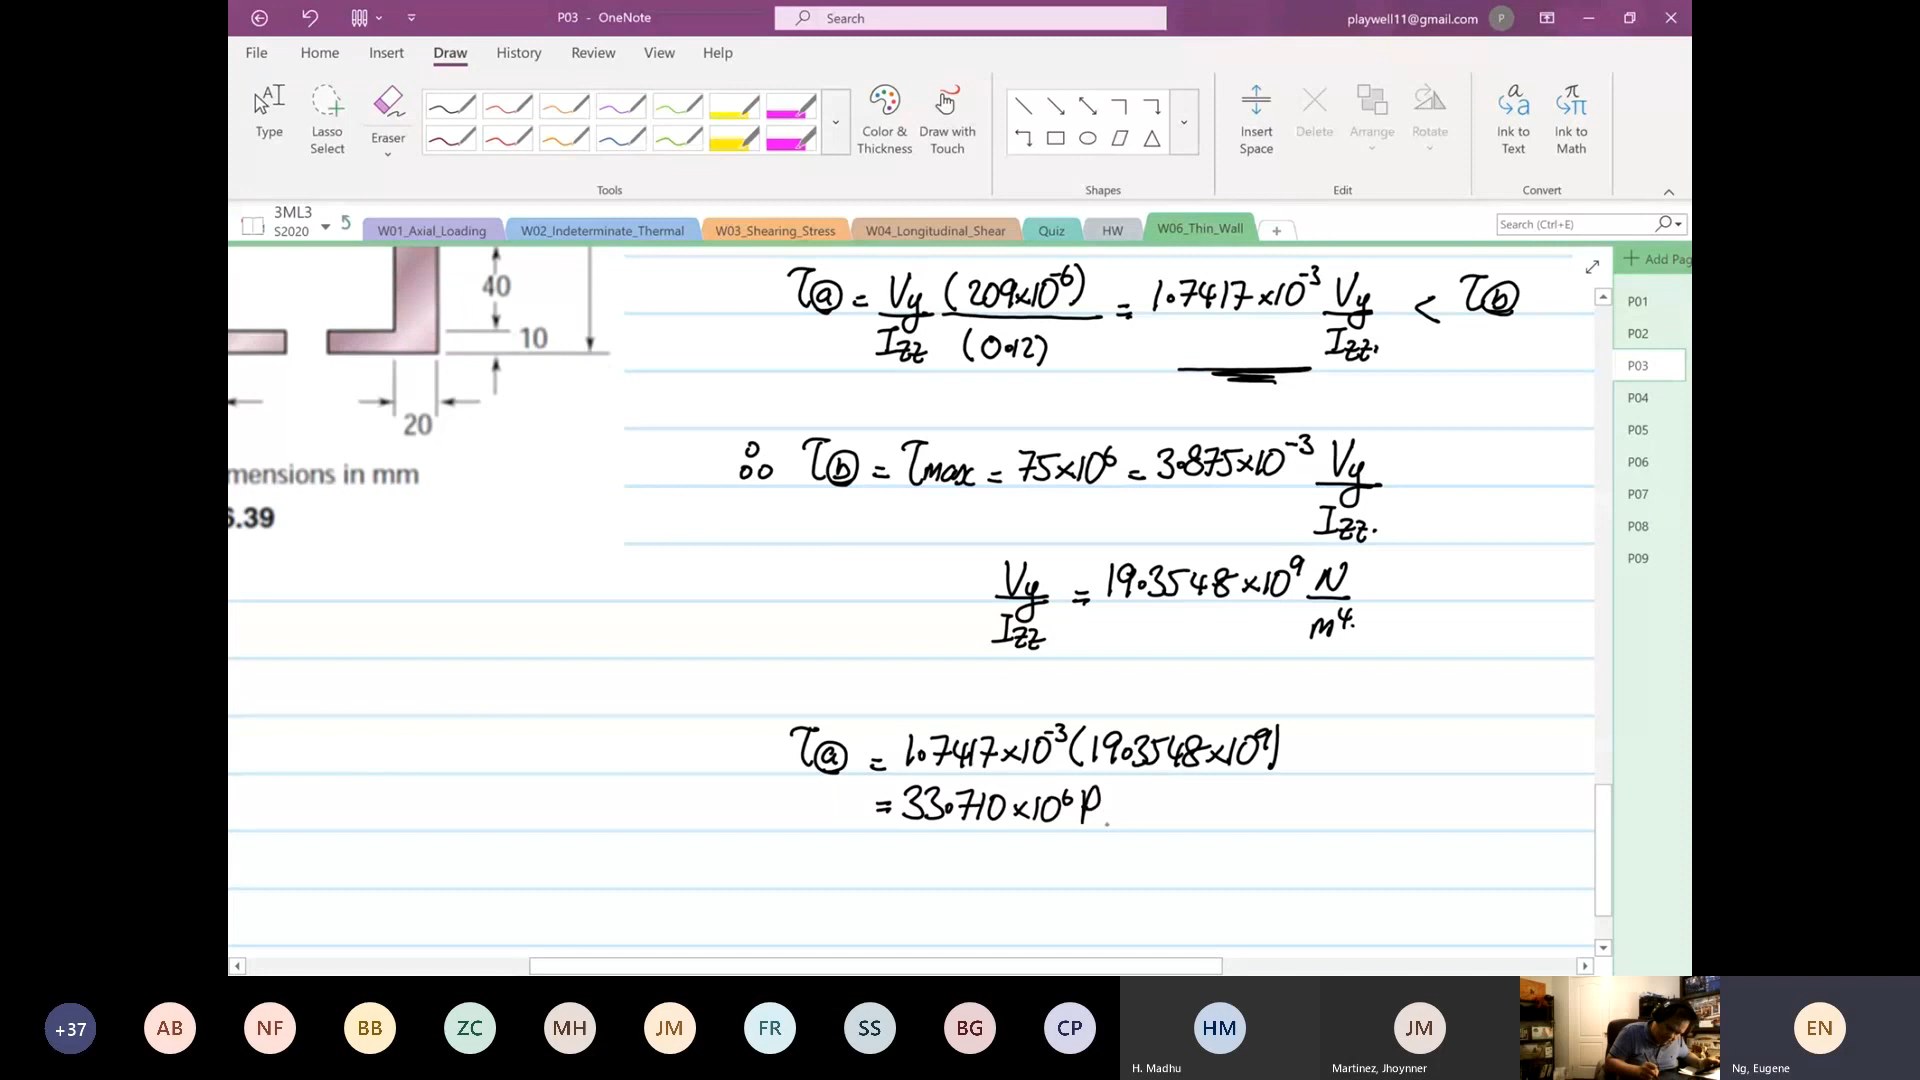 P03 - OneNote
Search
playwell11@gmail.com
P
File Home Insert Draw History Review View Help
Type
Lasso Select
Eraser
Color & Thickness
Draw with Touch
Insert Space
Delete
Arrange
Rotate
Ink to Text
Ink to Math
Tools
Shapes
Edit
Convert
3ML3 S2020
W01_Axial_Loading W02_Indeterminate_Thermal W03_Shearing_Stress W04_Longitudinal_Shear Quiz HW W06_Thin_Wall +
Search (Ctrl+E)
Add Pag
P01
P02
P03
P04
P05
P06
P07
P08
P09
40
10
20
mensions in mm
6.39
τⓐ = Vy/Izz (209×10⁻⁶)/(0.12) = 1.7417×10⁻³ Vy/Izz. < τⓑ
∴ τⓑ = τmax = 75×10⁶ = 3.875×10⁻³ Vy/Izz.
Vy/Izz = 19.3548×10⁹ N/m⁴.
τⓐ = 1.7417×10⁻³(19.3548×10⁹)
= 33.710×10⁶ P
+37 AB NF BB ZC MH JM FR SS BG CP HM JM EN
H. Madhu
Martinez, Jhoynner
Ng, Eugene